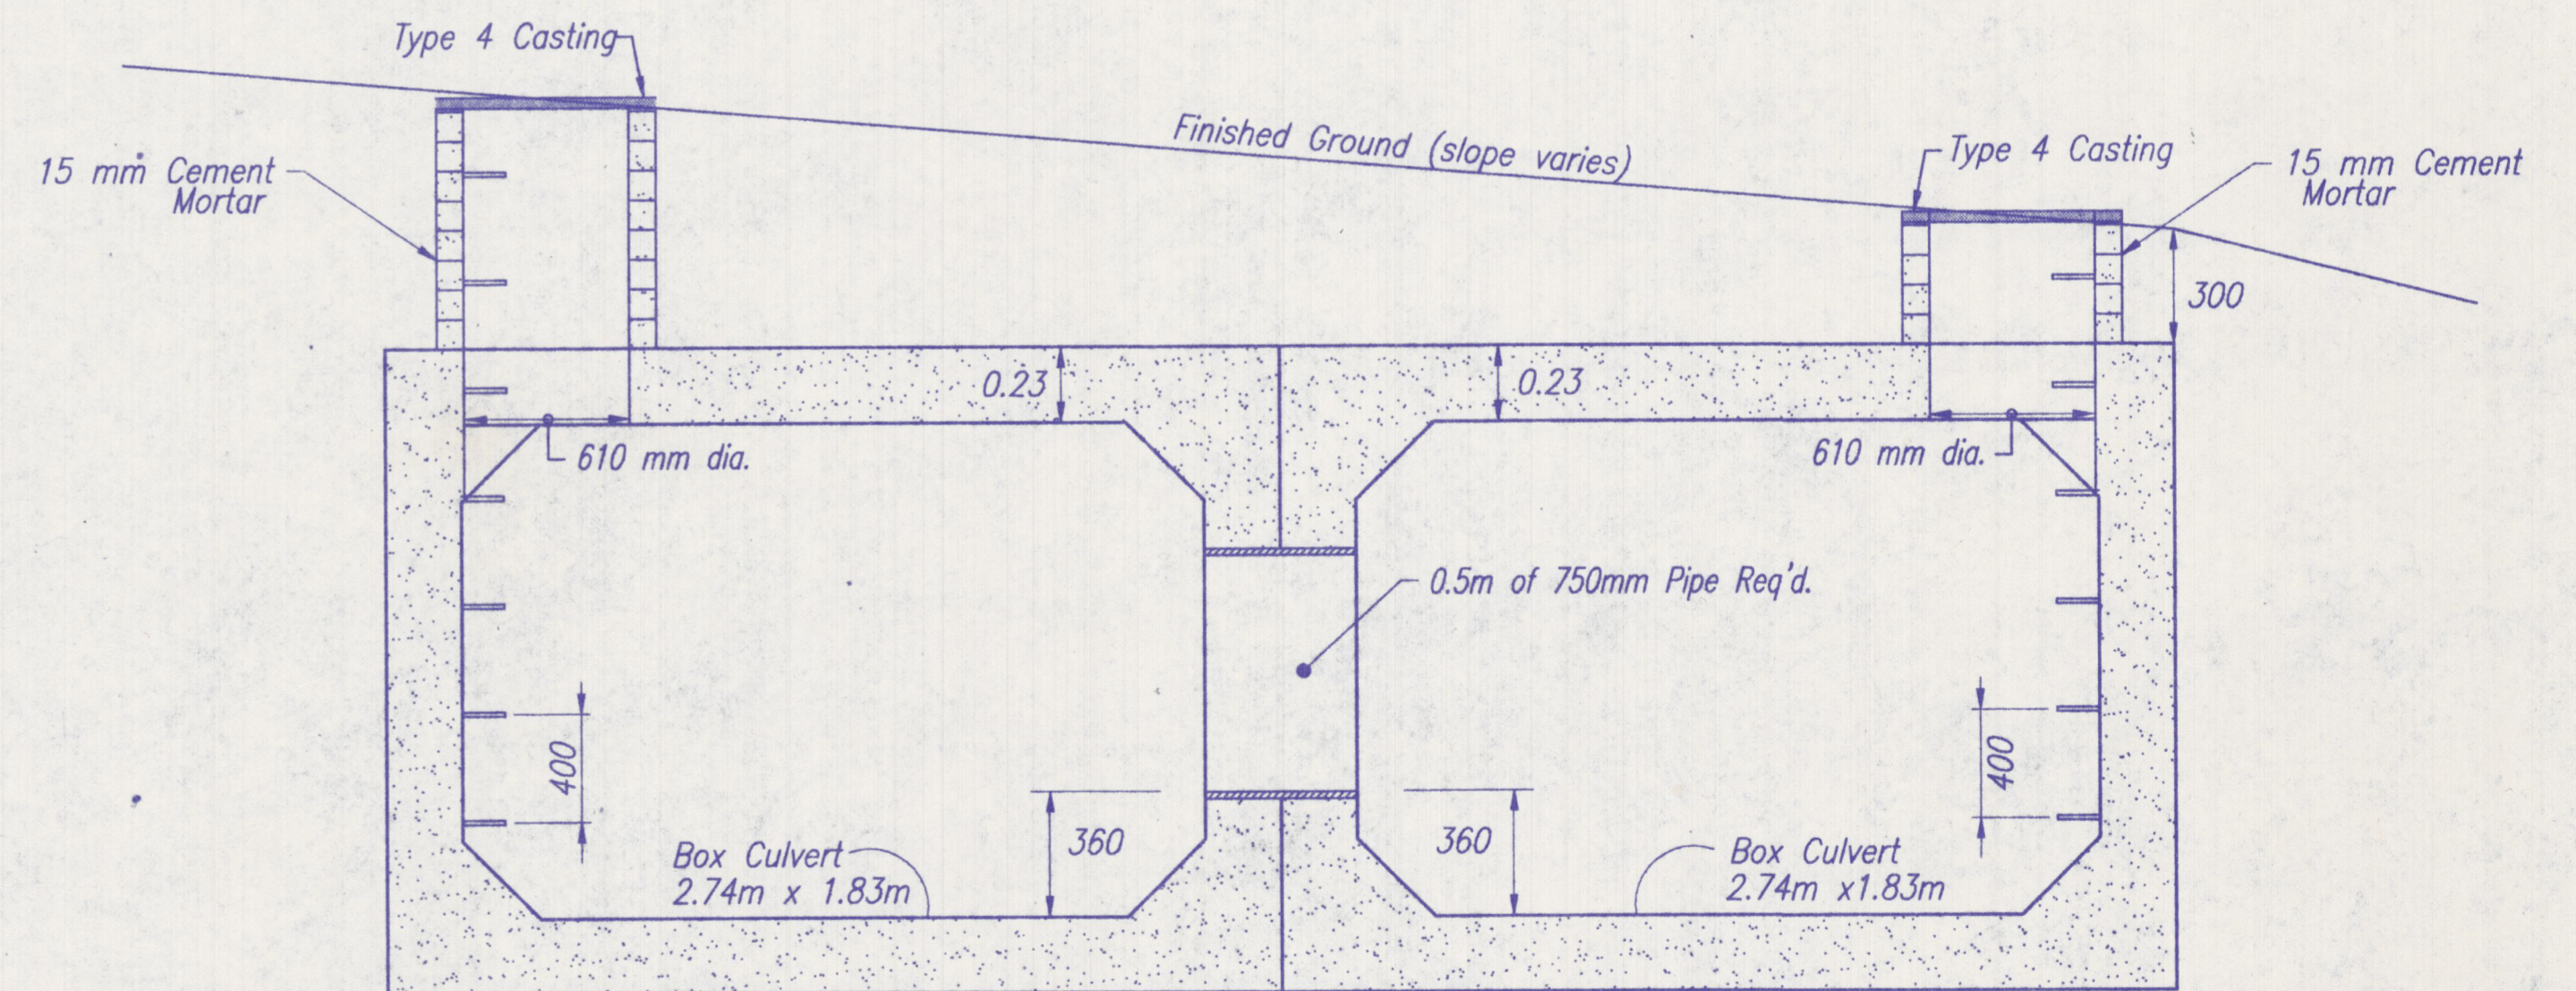 Type 4 Casting
15 mm Cement
Mortar
Finished Ground (slope varies)
Type 4 Casting
15 mm Cement
Mortar
300
0.23
0.23
610 mm dia.
610 mm dia.
0.5m of 750mm Pipe Req'd.
400
400
360
360
Box Culvert
2.74m x 1.83m
Box Culvert
2.74m x1.83m